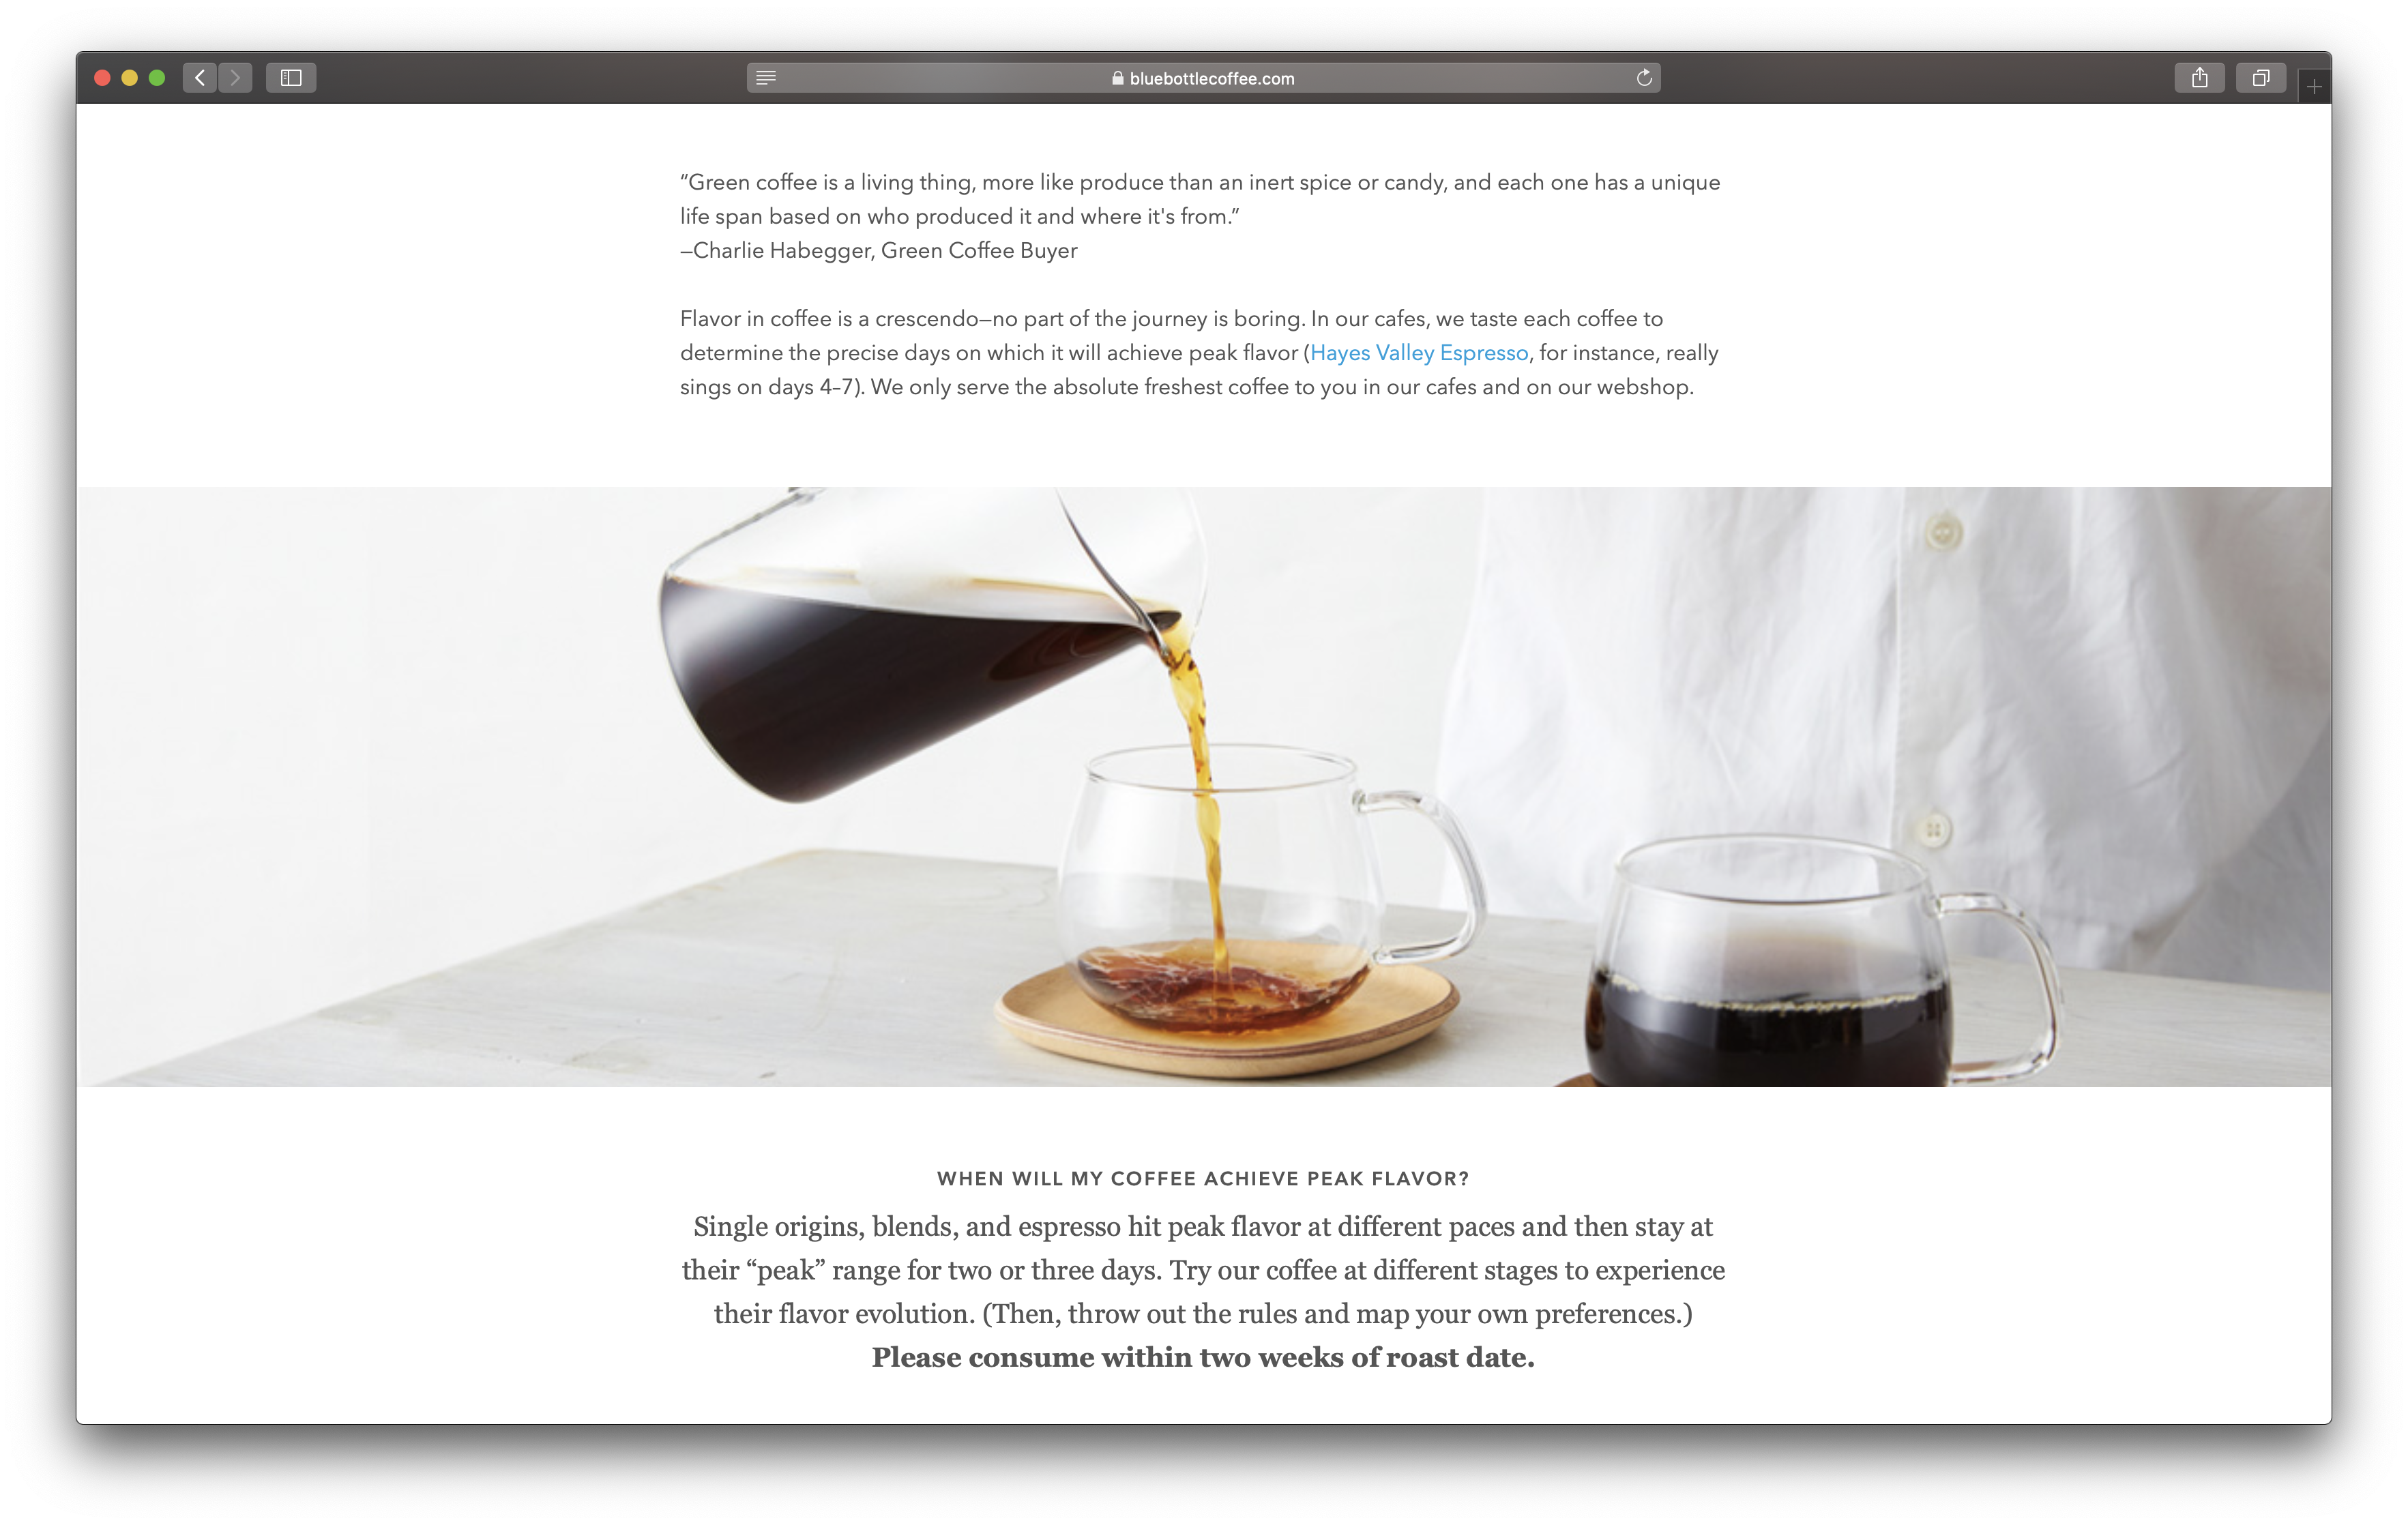 bluebottlecoffee.com
“Green coffee is a living thing, more like produce than an inert spice or candy, and each one has a unique
life span based on who produced it and where it's from.”
—Charlie Habegger, Green Coffee Buyer
Flavor in coffee is a crescendo—no part of the journey is boring. In our cafes, we taste each coffee to
determine the precise days on which it will achieve peak flavor (Hayes Valley Espresso, for instance, really
sings on days 4–7). We only serve the absolute freshest coffee to you in our cafes and on our webshop.
WHEN WILL MY COFFEE ACHIEVE PEAK FLAVOR?
Single origins, blends, and espresso hit peak flavor at different paces and then stay at
their “peak” range for two or three days. Try our coffee at different stages to experience
their flavor evolution. (Then, throw out the rules and map your own preferences.)
Please consume within two weeks of roast date.